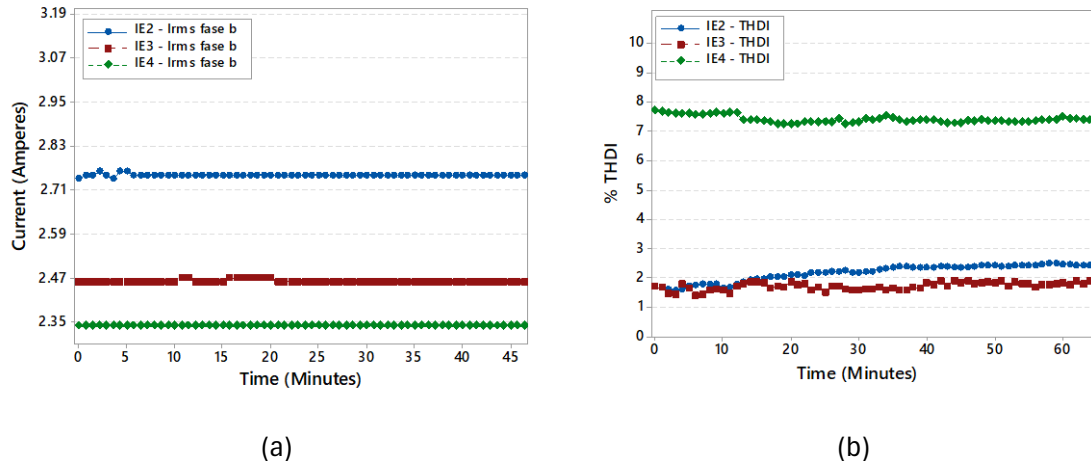 3.19
3.07
2.95
2.83
2.71
2.59
2.47
2.35
Current (Amperes)
IE2 - Irms fase b
IE3 - Irms fase b
IE4 - Irms fase b
0 5 10 15 20 25 30 35 40 45
Time (Minutes)
(a)
10
9
8
7
6
5
4
3
2
1
0
% THDI
IE2 - THDI
IE3 - THDI
IE4 - THDI
0 10 20 30 40 50 60
Time (Minutes)
(b)